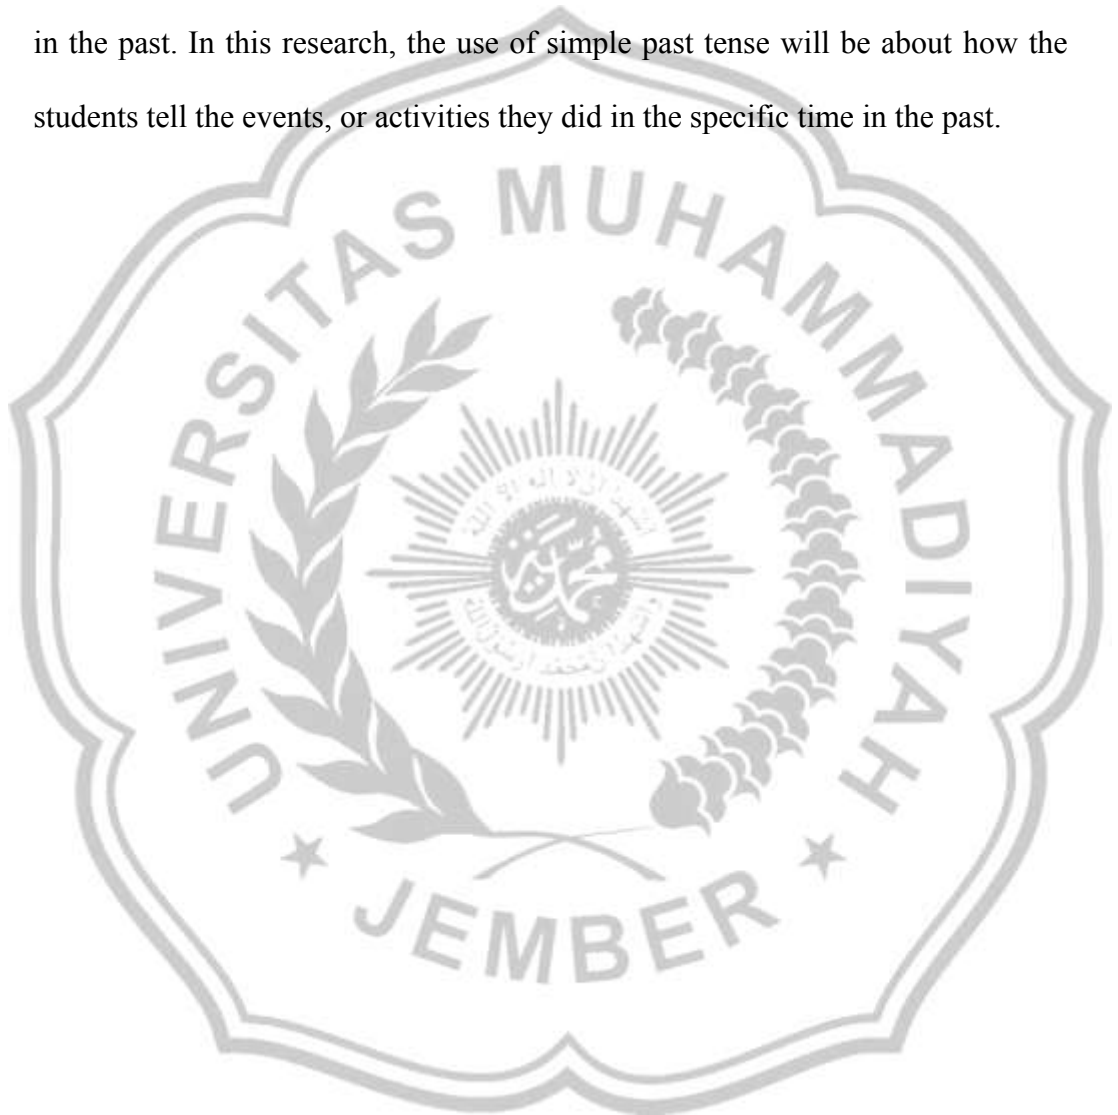 in the past. In this research, the use of simple past tense will be about how the
students tell the events, or activities they did in the specific time in the past.
UNIVERSITAS MUHAMMADIYAH
JEMBER